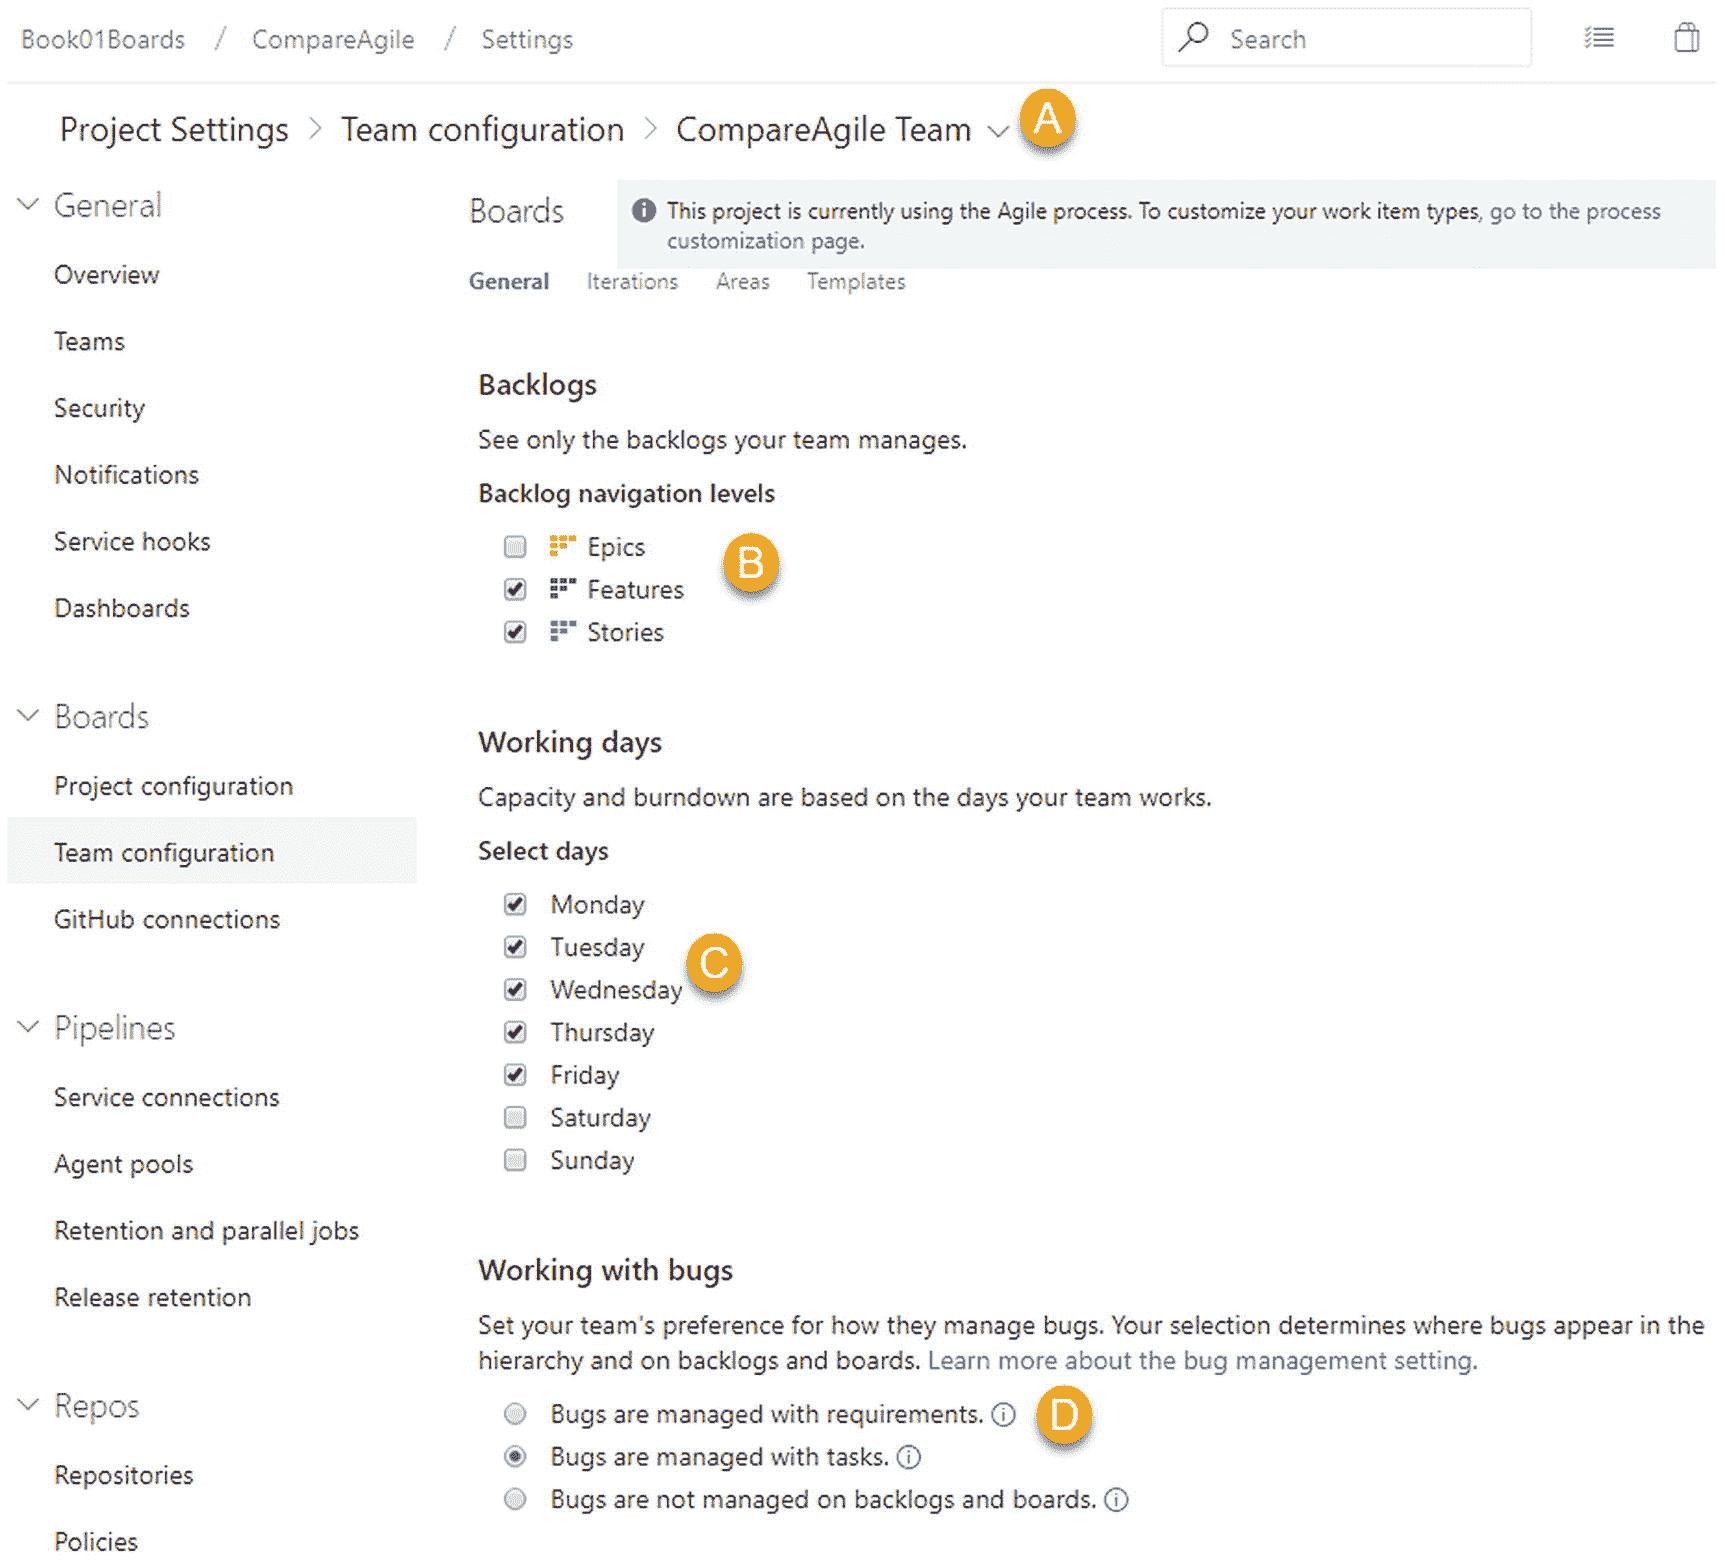 Book01Boards / CompareAgile / Settings
Search
Project Settings > Team configuration > CompareAgile Team
A
General
Overview
Teams
Security
Notifications
Service hooks
Dashboards
Boards
Project configuration
Team configuration
GitHub connections
Pipelines
Service connections
Agent pools
Retention and parallel jobs
Release retention
Repos
Repositories
Policies
Boards
This project is currently using the Agile process. To customize your work item types, go to the process
customization page.
General Iterations Areas Templates
Backlogs
See only the backlogs your team manages.
Backlog navigation levels
Epics
Features
Stories
B
Working days
Capacity and burndown are based on the days your team works.
Select days
Monday
Tuesday
Wednesday
Thursday
Friday
Saturday
Sunday
C
Working with bugs
Set your team's preference for how they manage bugs. Your selection determines where bugs appear in the
hierarchy and on backlogs and boards. Learn more about the bug management setting.
Bugs are managed with requirements.
D
Bugs are managed with tasks.
Bugs are not managed on backlogs and boards.